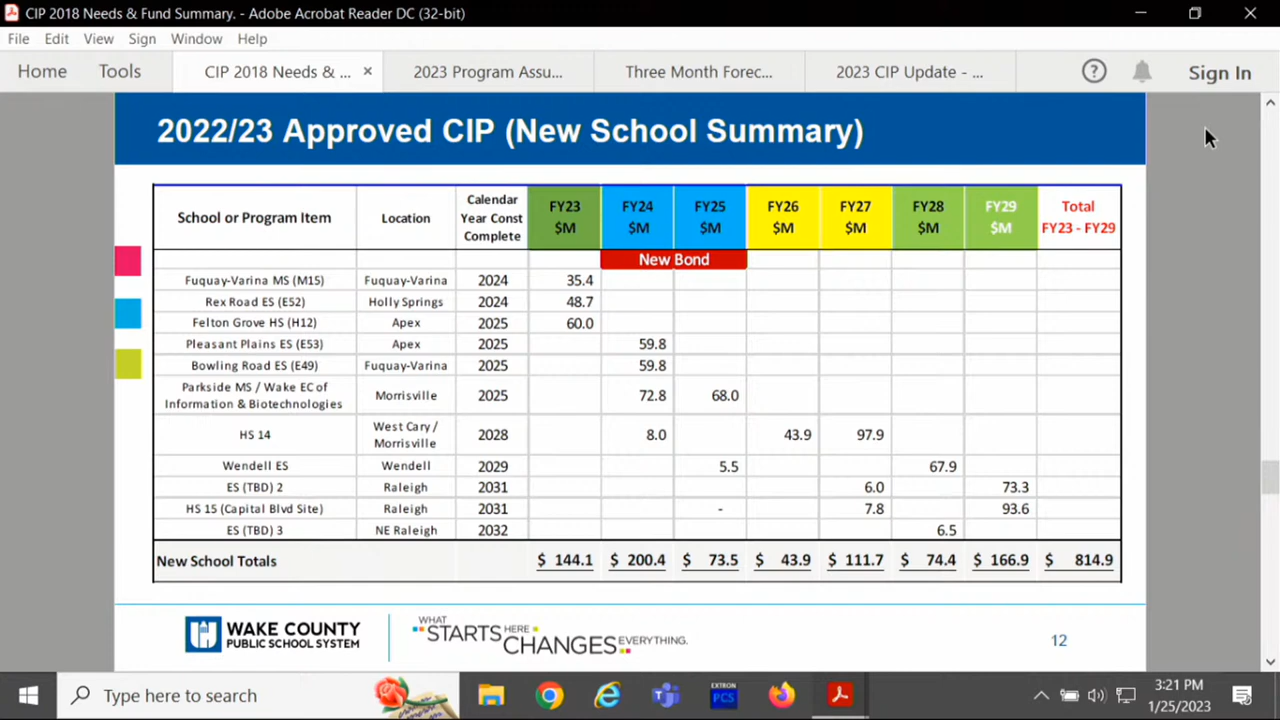 CIP 2018 Needs & Fund Summary. - Adobe Acrobat Reader DC (32-bit)
File Edit View Sign Window Help
Home Tools CIP 2018 Needs & ... × 2023 Program Assu... Three Month Forec... 2023 CIP Update - ... ? Sign In
2022/23 Approved CIP (New School Summary)
School or Program Item Location Calendar Year Const Complete FY23 $M FY24 $M FY25 $M FY26 $M FY27 $M FY28 $M FY29 $M Total FY23 - FY29
New Bond
Fuquay-Varina MS (M15) Fuquay-Varina 2024 35.4
Rex Road ES (E52) Holly Springs 2024 48.7
Felton Grove HS (H12) Apex 2025 60.0
Pleasant Plains ES (E53) Apex 2025 59.8
Bowling Road ES (E49) Fuquay-Varina 2025 59.8
Parkside MS / Wake EC of Information & Biotechnologies Morrisville 2025 72.8 68.0
HS 14 West Cary / Morrisville 2028 8.0 43.9 97.9
Wendell ES Wendell 2029 5.5 67.9
ES (TBD) 2 Raleigh 2031 6.0 73.3
HS 15 (Capital Blvd Site) Raleigh 2031 - 7.8 93.6
ES (TBD) 3 NE Raleigh 2032 6.5
New School Totals $ 144.1 $ 200.4 $ 73.5 $ 43.9 $ 111.7 $ 74.4 $ 166.9 $ 814.9
WAKE COUNTY
PUBLIC SCHOOL SYSTEM
WHAT
STARTS HERE
CHANGES EVERYTHING.
12
Type here to search
EXTRON
PCS
3:21 PM
1/25/2023